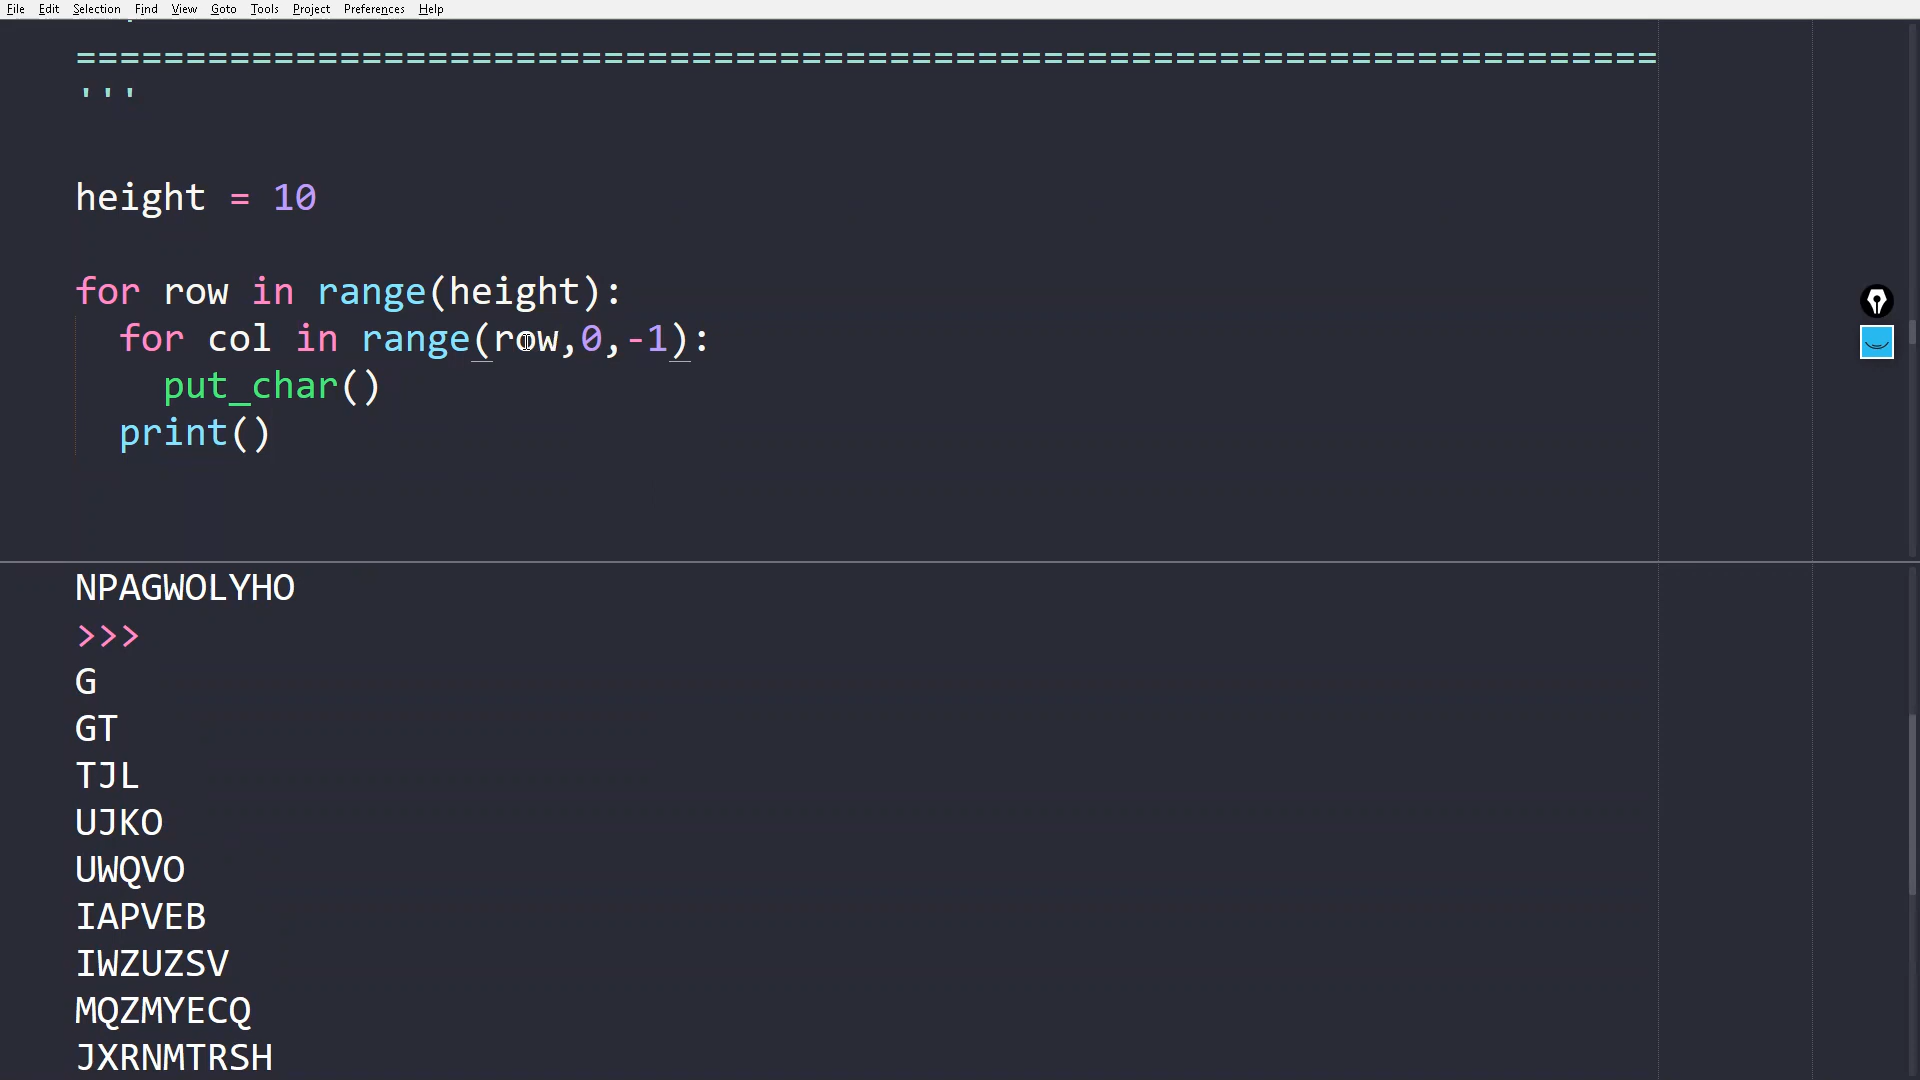 File Edit Selection Find View Goto Tools Project Preferences Help
========================================================================
'''
height = 10
for row in range(height):
for col in range(row,0,-1):
put_char()
print()
NPAGWOLYHO
>>>
G
GT
TJL
UJKO
UWQVO
IAPVEB
IWZUZSV
MQZMYECQ
JXRNMTRSH